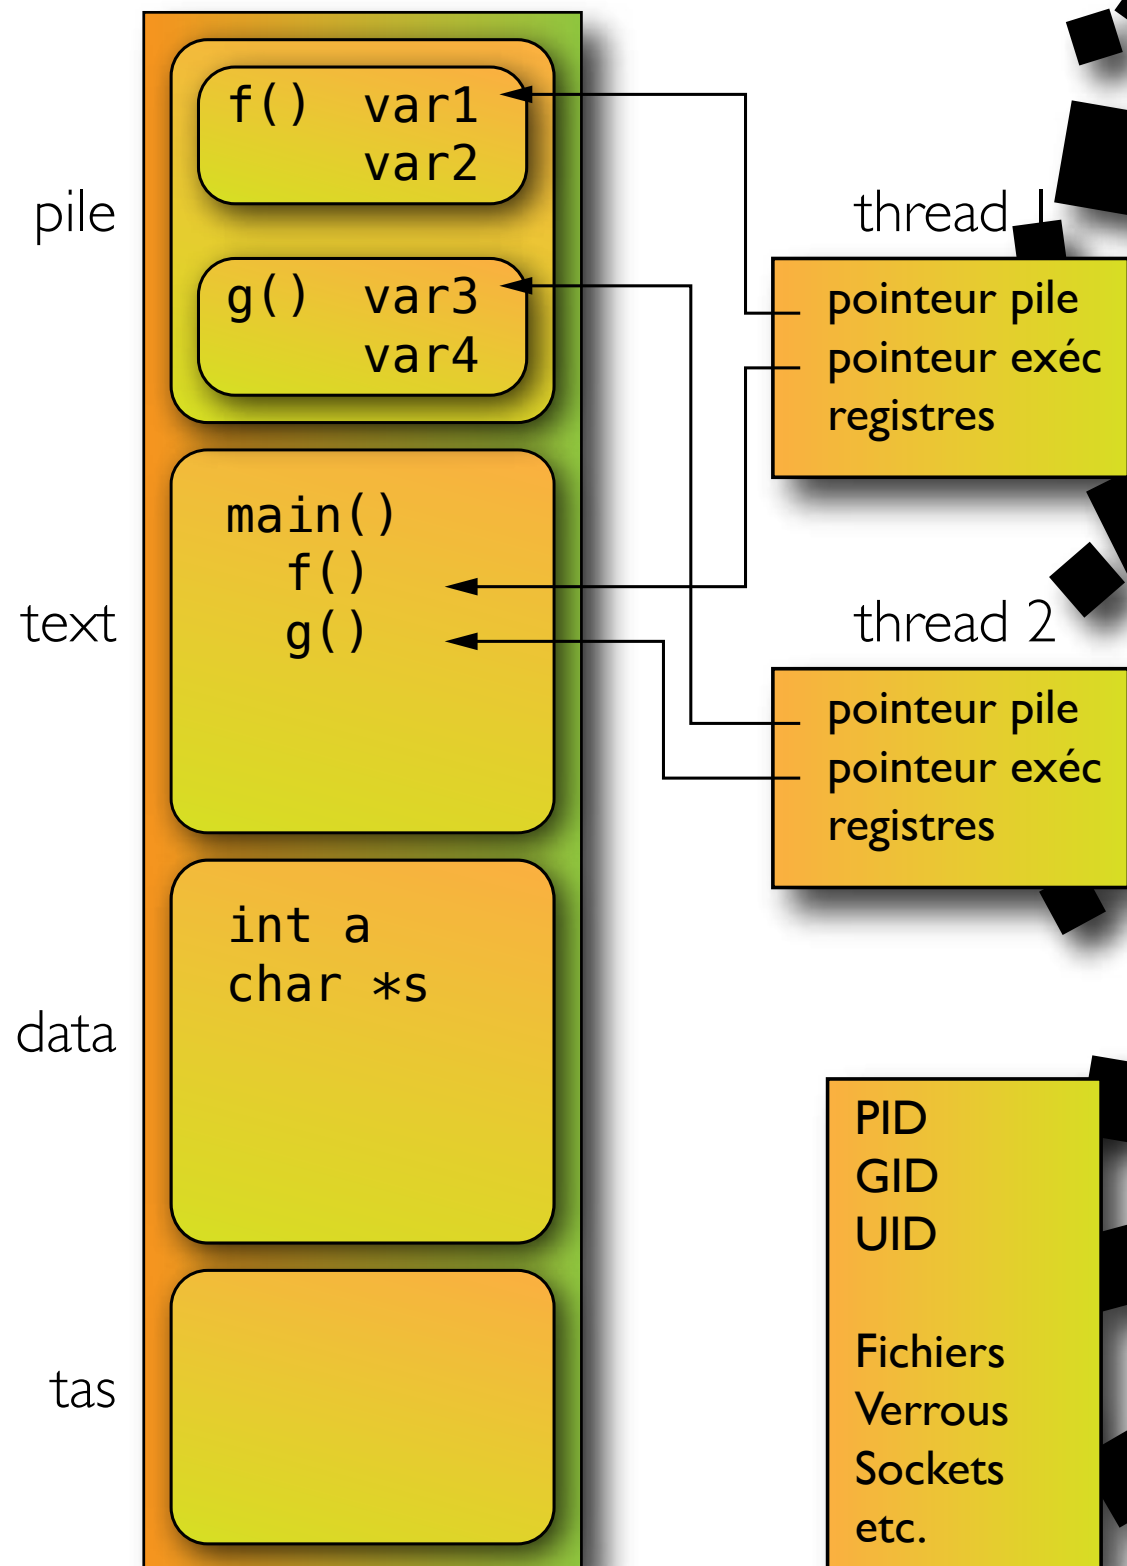 pile
f() var1
var2
g() var3
var4
text
main()
f()
g()
data
int a
char *s
tas
thread 1
pointeur pile
pointeur exéc
registres
thread 2
pointeur pile
pointeur exéc
registres
PID
GID
UID
Fichiers
Verrous
Sockets
etc.